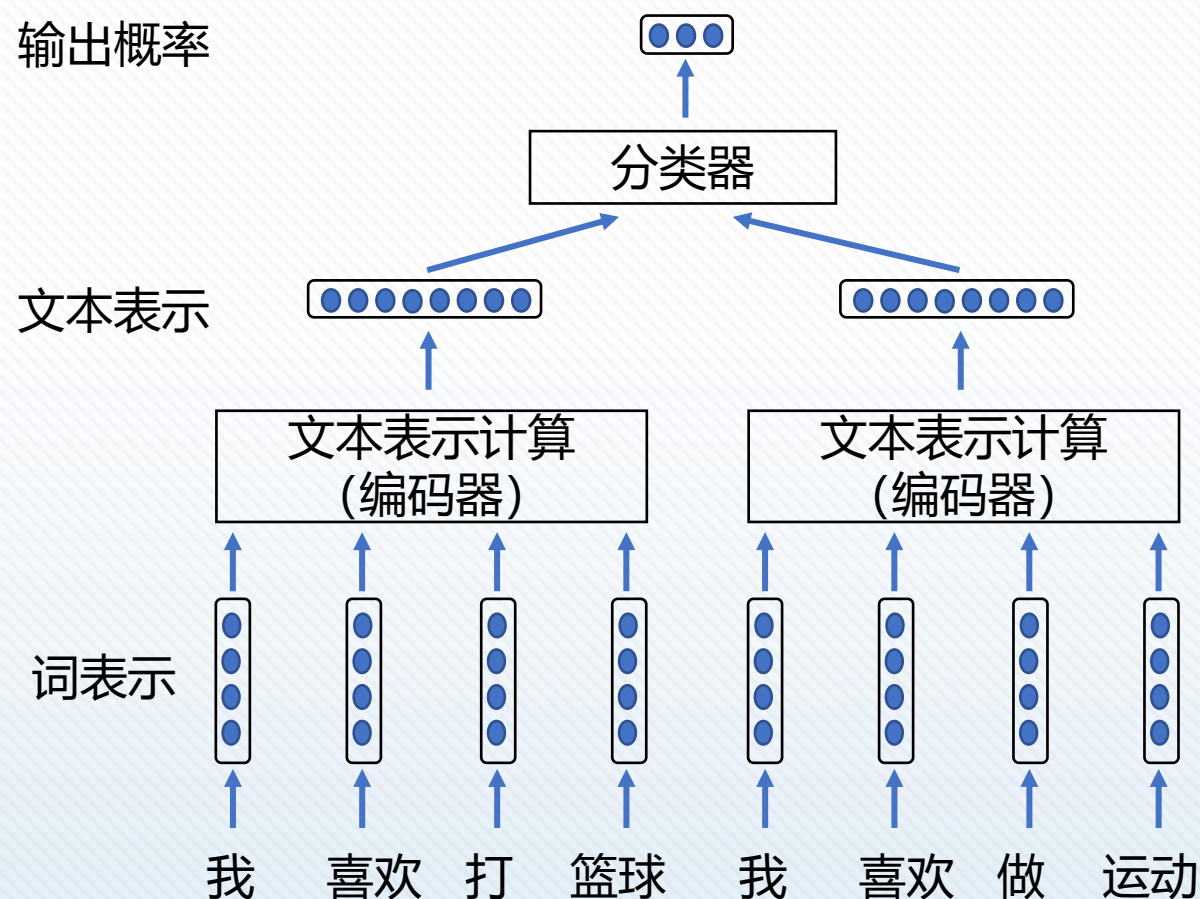 输出概率
分类器
文本表示
文本表示计算
(编码器)
文本表示计算
(编码器)
词表示
我 喜欢 打 篮球 我 喜欢 做 运动